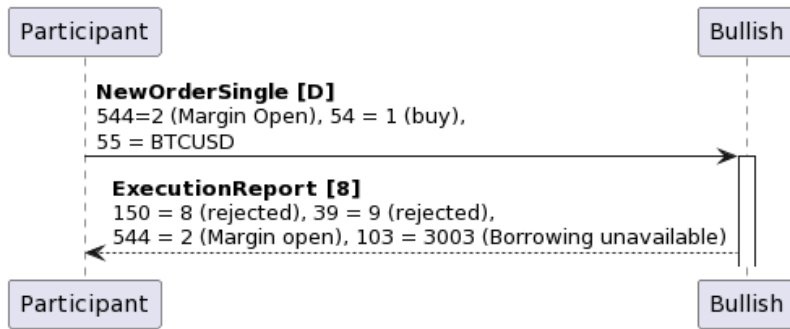 Participant
Bullish
NewOrderSingle [D]
544=2 (Margin Open), 54 = 1 (buy),
55 = BTCUSD
ExecutionReport [8]
150 = 8 (rejected), 39 = 9 (rejected),
544 = 2 (Margin open), 103 = 3003 (Borrowing unavailable)
Participant
Bullish